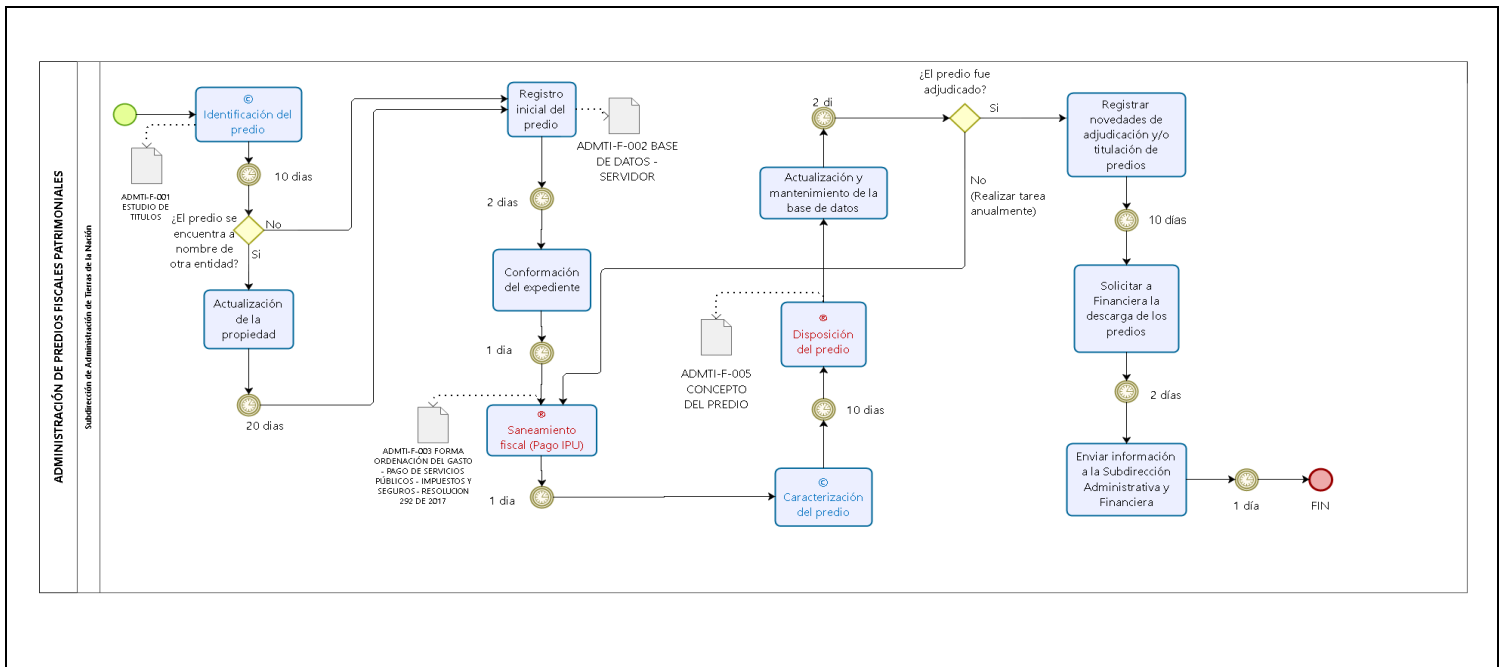 ADMINISTRACIÓN DE PREDIOS FISCALES PATRIMONIALES
Subdirección de Administración de Tierras de la Nación
©
Identificación del
predio
ADMTI-F-001
ESTUDIO DE
TITULOS
10 dias
¿El predio se
encuentra a
nombre de
otra entidad?
No
Si
Actualización
de la
propiedad
20 dias
Registro
inicial del
predio
ADMTI-F-002 BASE
DE DATOS -
SERVIDOR
2 dias
Conformación
del expediente
1 dia
®
Saneamiento
fiscal (Pago IPU)
ADMTI-F-003 FORMA
ORDENACIÓN DEL GASTO
- PAGO DE SERVICIOS
PÚBLICOS - IMPUESTOS Y
SEGUROS - RESOLUCION
292 DE 2017
1 dia
©
Caracterización
del predio
10 dias
®
Disposición
del predio
ADMTI-F-005
CONCEPTO
DEL PREDIO
Actualización y
mantenimiento de la
base de datos
2 di
¿El predio fue
adjudicado?
Si
No
(Realizar tarea
anualmente)
Registrar
novedades de
adjudicación y/o
titulación de
predios
10 días
Solicitar a
Financiera la
descarga de los
predios
2 días
Enviar información
a la Subdirección
Administrativa y
Financiera
1 día
FIN